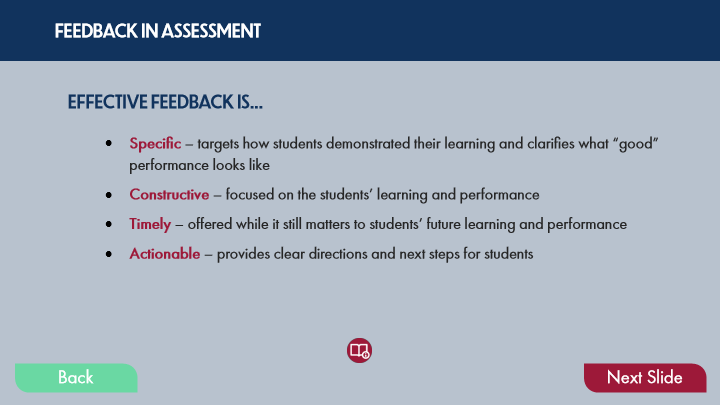 FEEDBACK IN ASSESSMENT
EFFECTIVE FEEDBACK IS...
• Specific – targets how students demonstrated their learning and clarifies what “good”
performance looks like
• Constructive – focused on the students’ learning and performance
• Timely – offered while it still matters to students’ future learning and performance
• Actionable – provides clear directions and next steps for students
Back
Next Slide